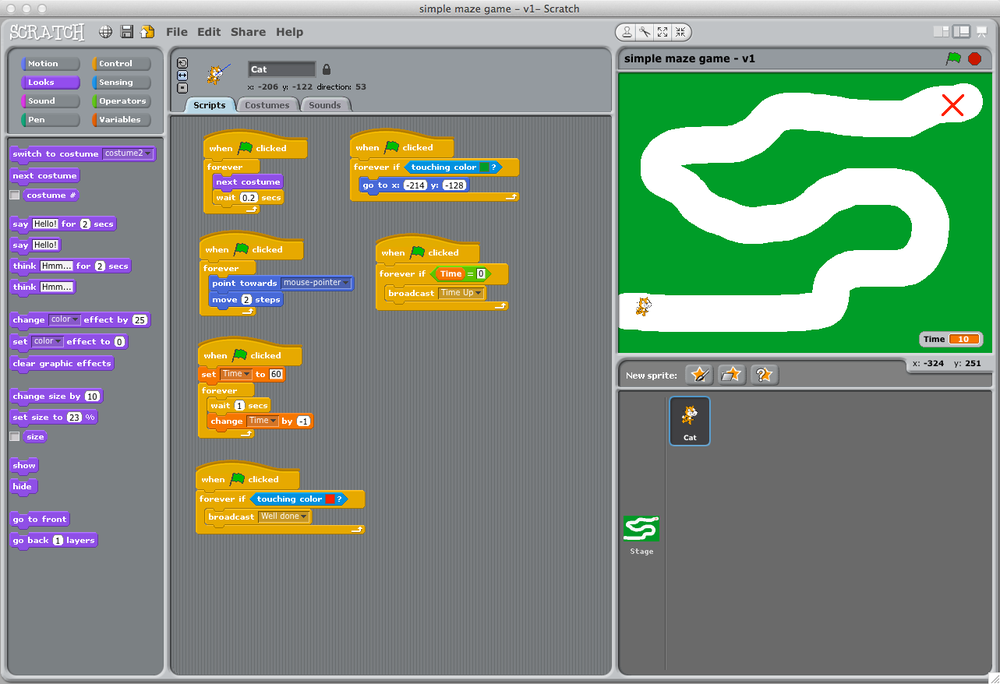 simple maze game - v1- Scratch
SCRATCH
File Edit Share Help
Motion Control
Looks Sensing
Sound Operators
Pen Variables
switch to costume costume2
next costume
costume #
say Hello! for 2 secs
say Hello!
think Hmm... for 2 secs
think Hmm...
change color effect by 25
set color effect to 0
clear graphic effects
change size by 10
set size to 23 %
size
show
hide
go to front
go back 1 layers
Cat
x: -206 y: -122 direction: 53
Scripts Costumes Sounds
when clicked
forever
next costume
wait 0.2 secs
when clicked
forever if touching color ?
go to x: -214 y: -128
when clicked
forever
point towards mouse-pointer
move 2 steps
when clicked
forever if Time = 0
broadcast Time Up
when clicked
set Time to 60
forever
wait 1 secs
change Time by -1
when clicked
forever if touching color ?
broadcast Well done
simple maze game - v1
Time 10
x: -324 y: 251
New sprite:
Cat
Stage